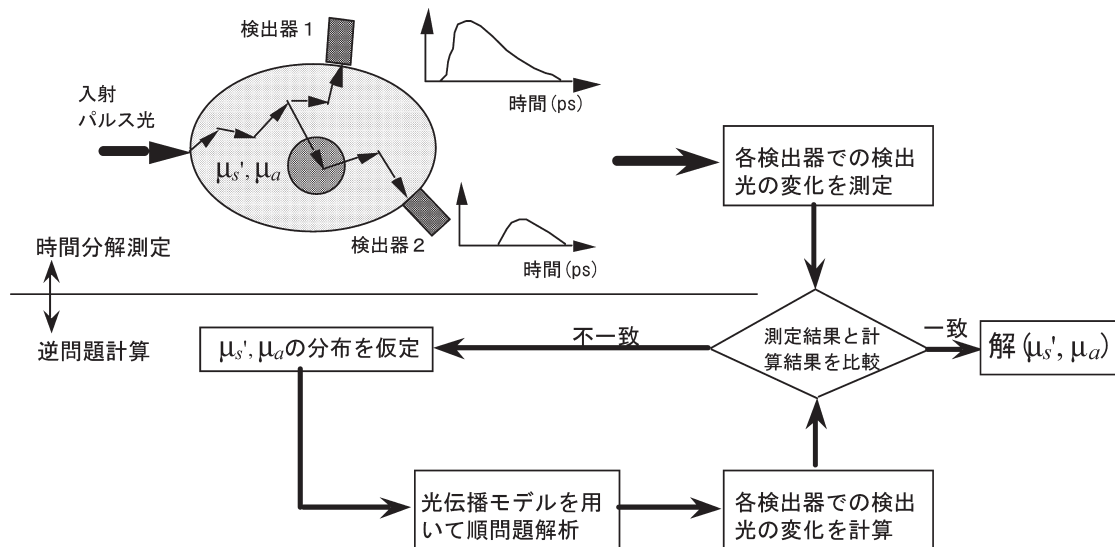 検出器1
時間(ps)
入射
パルス光
μs', μa
検出器2
時間(ps)
各検出器での検出
光の変化を測定
時間分解測定
逆問題計算
μs', μaの分布を仮定
不一致
測定結果と計
算結果を比較
一致
解(μs', μa)
光伝播モデルを用
いて順問題解析
各検出器での検出
光の変化を計算